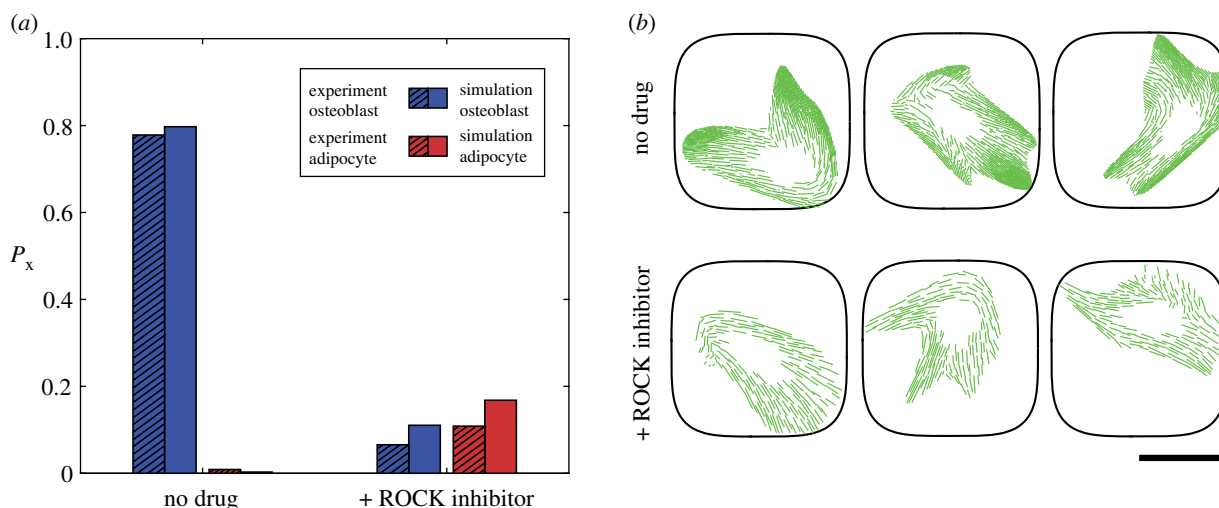 (a)
1.0
0.8
0.6
P_x
0.4
0.2
0
experiment osteoblast
simulation osteoblast
experiment adipocyte
simulation adipocyte
no drug
+ ROCK inhibitor
(b)
no drug
+ ROCK inhibitor